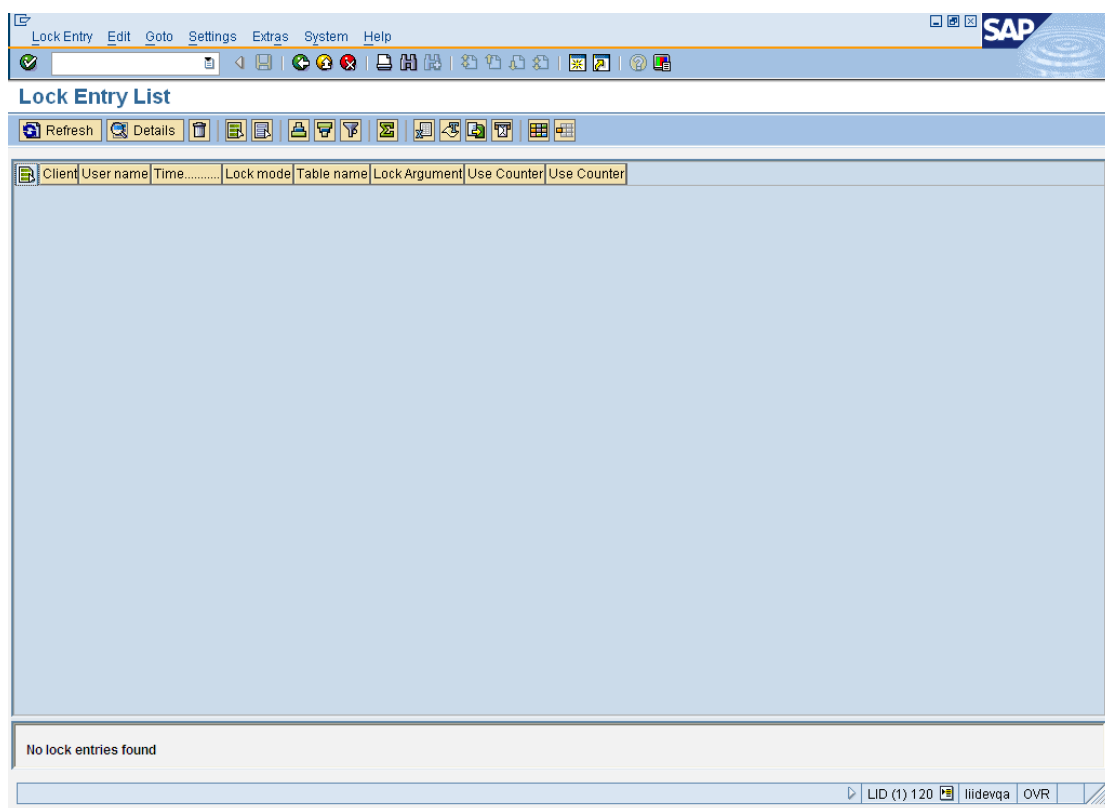 Lock Entry Edit Goto Settings Extras System Help
SAP
Lock Entry List
Refresh Details
Client User name Time.......... Lock mode Table name Lock Argument Use Counter Use Counter
No lock entries found
LID (1) 120 liidevqa OVR